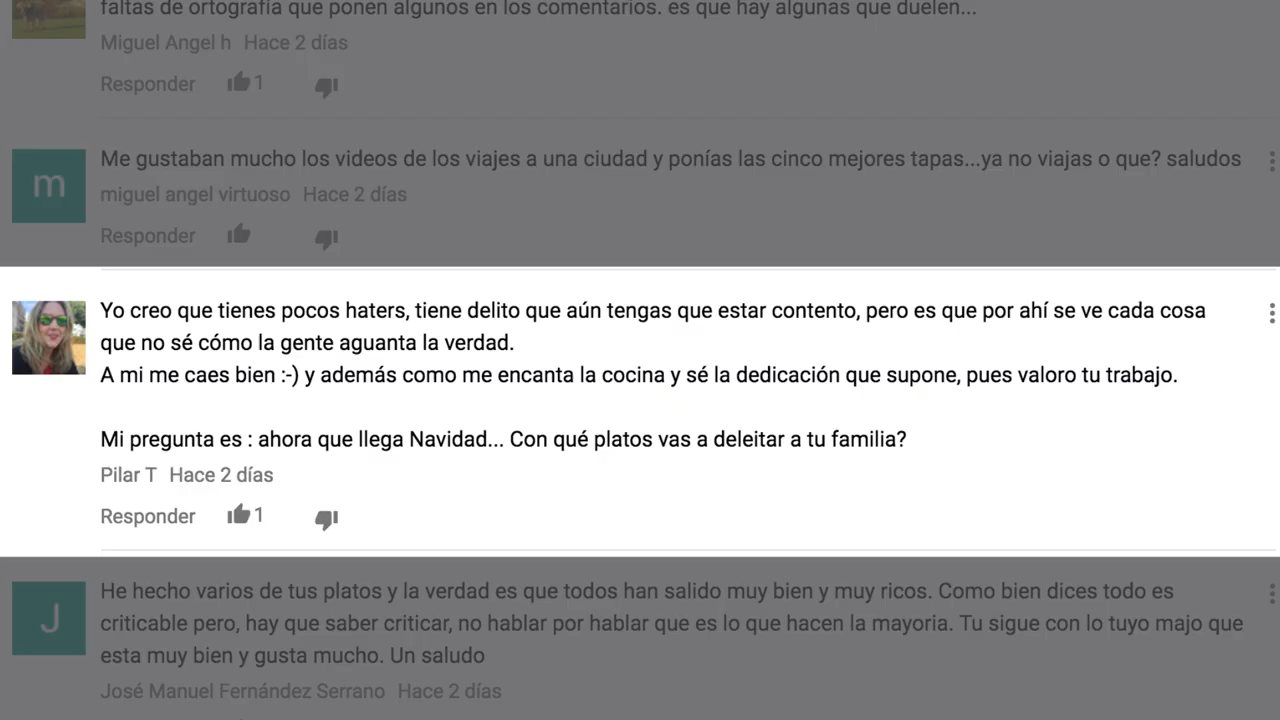 faltas de ortografía que ponen algunos en los comentarios. es que hay algunas que duelen...
Miguel Angel h Hace 2 días
Responder 1
m
Me gustaban mucho los videos de los viajes a una ciudad y ponías las cinco mejores tapas...ya no viajas o que? saludos
miguel angel virtuoso Hace 2 días
Responder
Yo creo que tienes pocos haters, tiene delito que aún tengas que estar contento, pero es que por ahí se ve cada cosa
que no sé cómo la gente aguanta la verdad.
A mi me caes bien :-) y además como me encanta la cocina y sé la dedicación que supone, pues valoro tu trabajo.
Mi pregunta es : ahora que llega Navidad... Con qué platos vas a deleitar a tu familia?
Pilar T Hace 2 días
Responder 1
J
He hecho varios de tus platos y la verdad es que todos han salido muy bien y muy ricos. Como bien dices todo es
criticable pero, hay que saber criticar, no hablar por hablar que es lo que hacen la mayoria. Tu sigue con lo tuyo majo que
esta muy bien y gusta mucho. Un saludo
José Manuel Fernández Serrano Hace 2 días